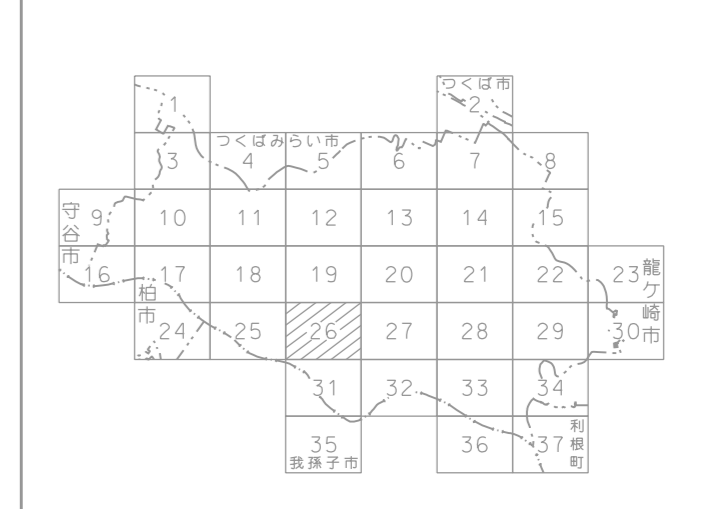 つくば市
1 2
つくばみらい市
3 4 5 6 7 8
守谷市
9 10 11 12 13 14 15
16 17 18 19 20 21 22 23
龍ケ崎市
柏市
24 25 26 27 28 29 30
31 32 33 34
35 36 37
我孫子市
利根町